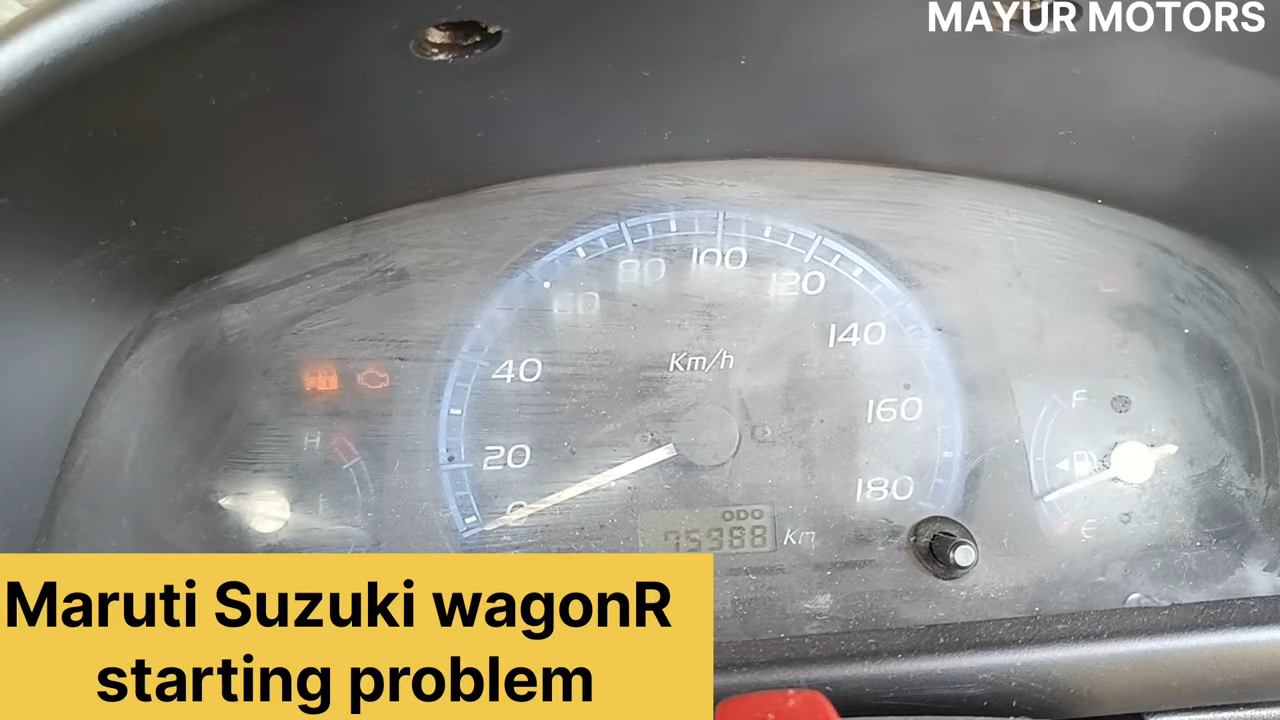 MAYUR MOTORS
80
100
120
60
140
40
Km/h
160
F
H
20
180
0
ODO
75988 Km
E
Maruti Suzuki wagonR
starting problem